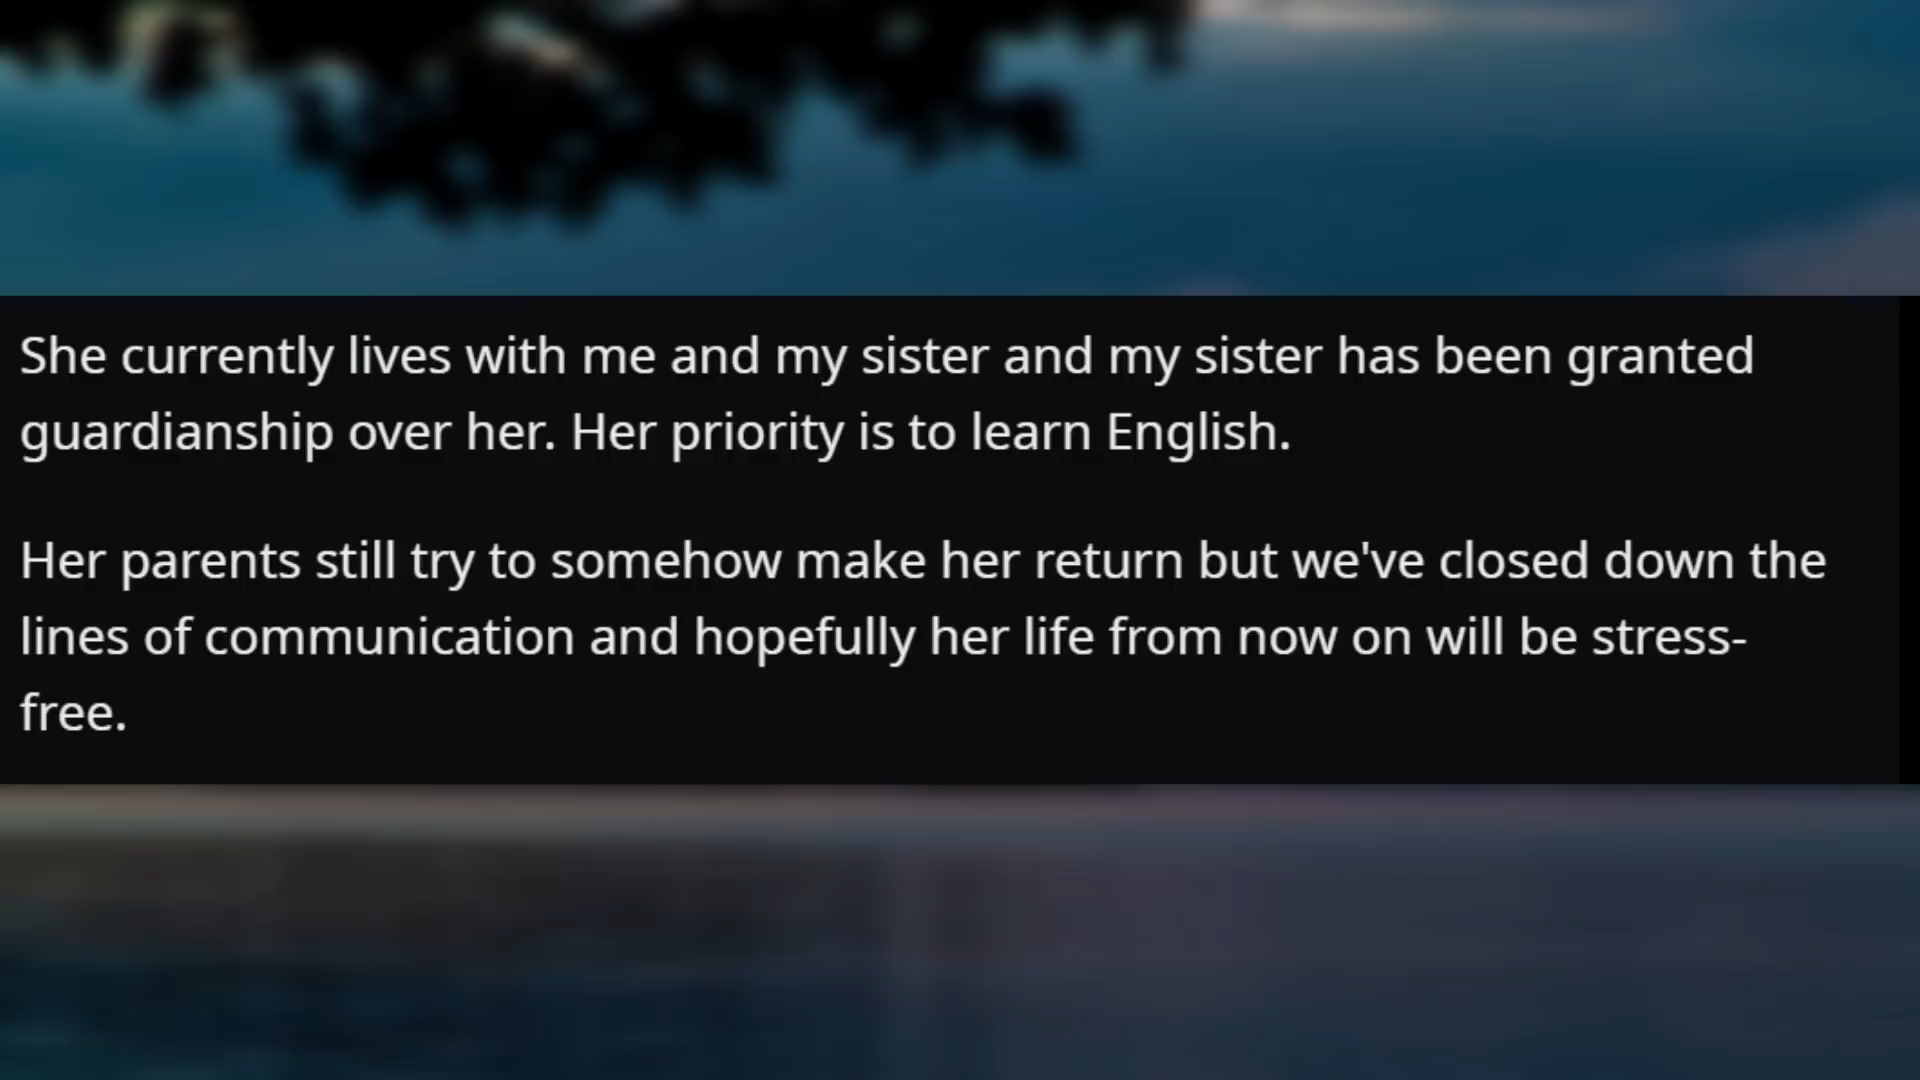 She currently lives with me and my sister and my sister has been granted
guardianship over her. Her priority is to learn English.
Her parents still try to somehow make her return but we've closed down the
lines of communication and hopefully her life from now on will be stress-
free.